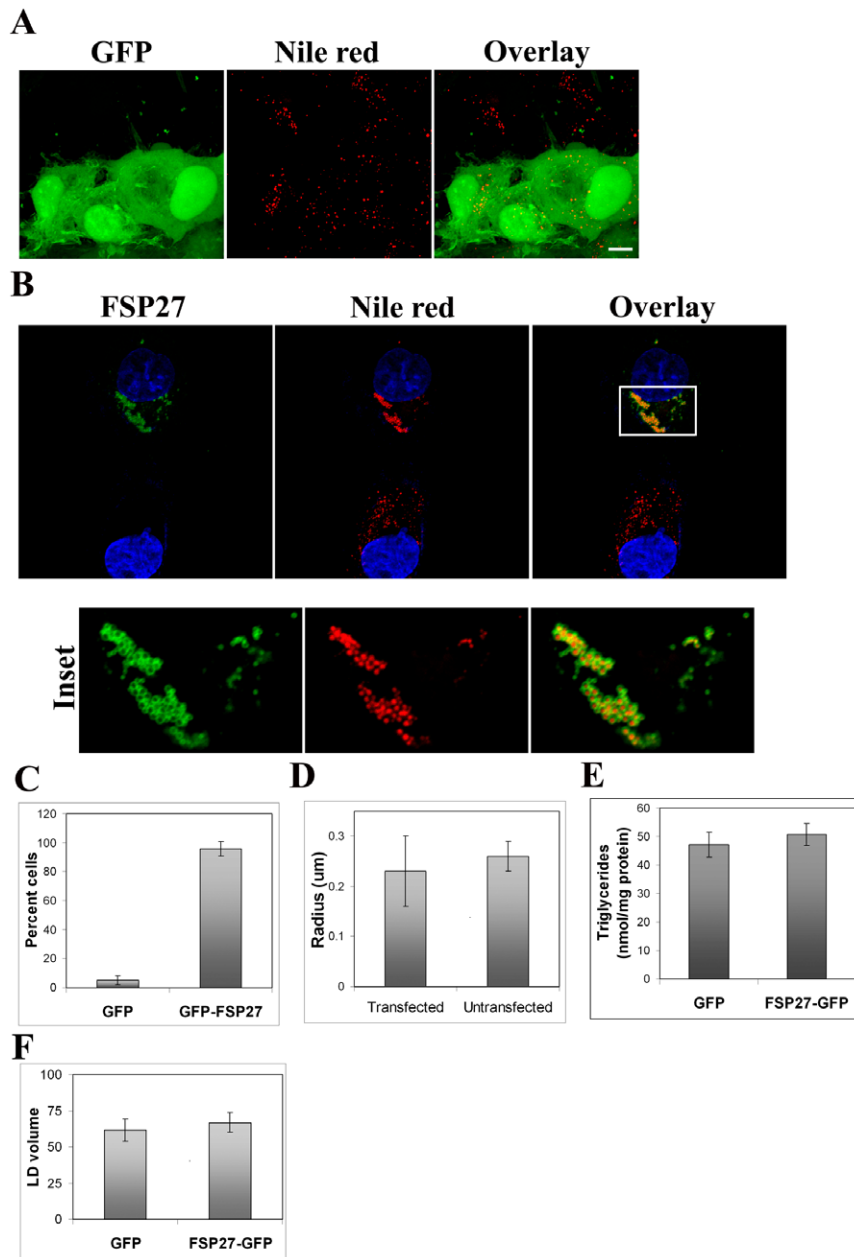 A
GFP Nile red Overlay
B
FSP27 Nile red Overlay
Inset
C
120
100
80
60
40
20
0
Percent cells
GFP GFP-FSP27
D
0.3
0.2
0.1
0
Radius (um)
Transfected Untransfected
E
60
50
40
30
20
10
0
Triglycerides
(nmol/mg protein)
GFP FSP27-GFP
F
100
75
50
25
0
LD volume
GFP FSP27-GFP